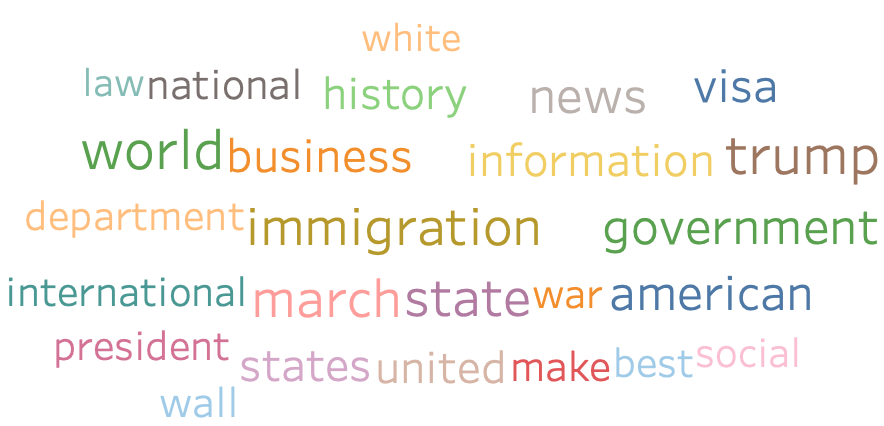 white
law national history news visa
world business information trump
department immigration government
international march state war american
president states united make best social
wall